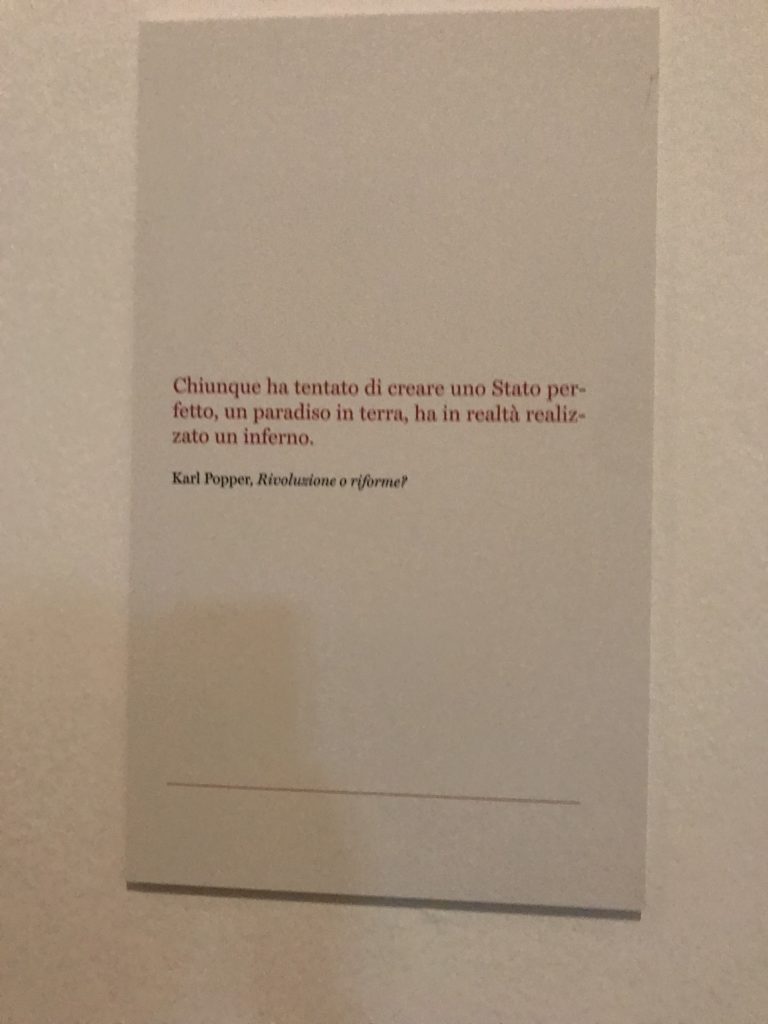 Chiunque ha tentato di creare uno Stato per-
fetto, un paradiso in terra, ha in realtà realiz-
zato un inferno.
Karl Popper, Rivoluzione o riforme?